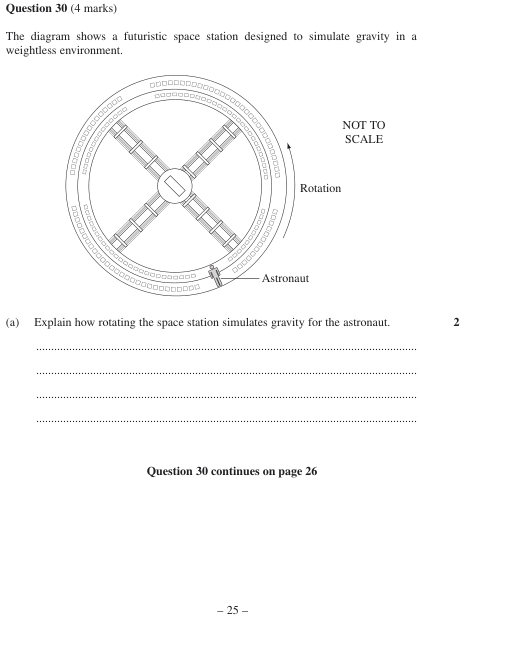 Question 30 (4 marks)
The diagram shows a futuristic space station designed to simulate gravity in a
weightless environment.
NOT TO
SCALE
Rotation
Astronaut
(a) Explain how rotating the space station simulates gravity for the astronaut. 2
................................................................................................................................
................................................................................................................................
................................................................................................................................
................................................................................................................................
Question 30 continues on page 26
– 25 –